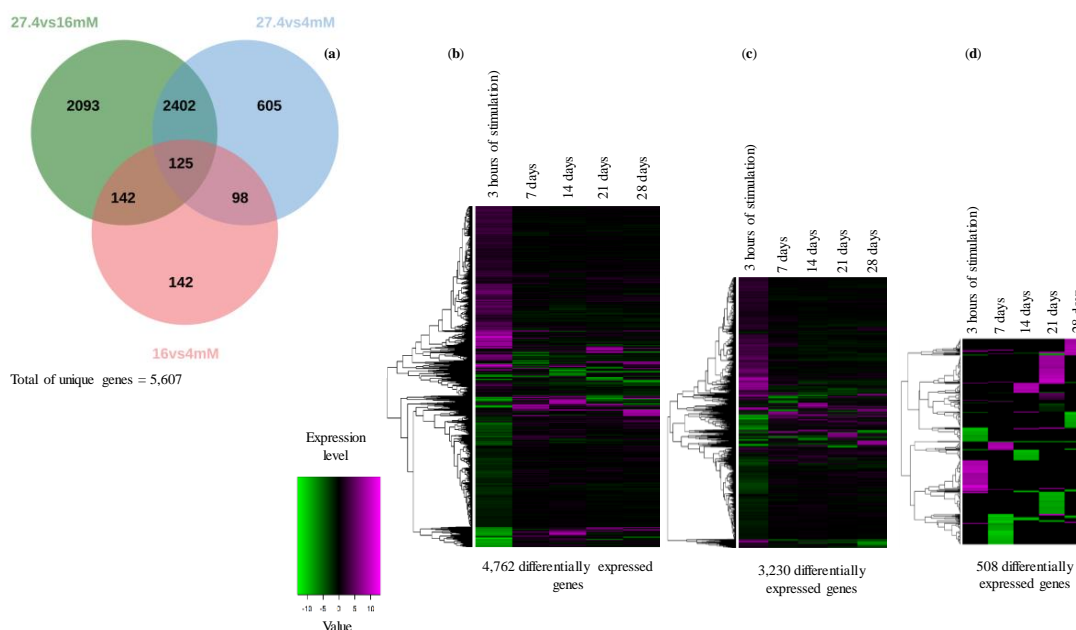 27.4vs16mM
27.4vs4mM
2093
2402
605
125
142
98
142
16vs4mM
Total of unique genes = 5,607
Expression
level
-10 -5 0 5 10
Value
(a)
(b)
3 hours of stimulation)
7 days
14 days
21 days
28 days
4,762 differentially expressed
genes
(c)
3 hours of stimulation)
7 days
14 days
21 days
28 days
3,230 differentially
expressed genes
(d)
3 hours of stimulation)
7 days
14 days
21 days
28 days
508 differentially
expressed genes